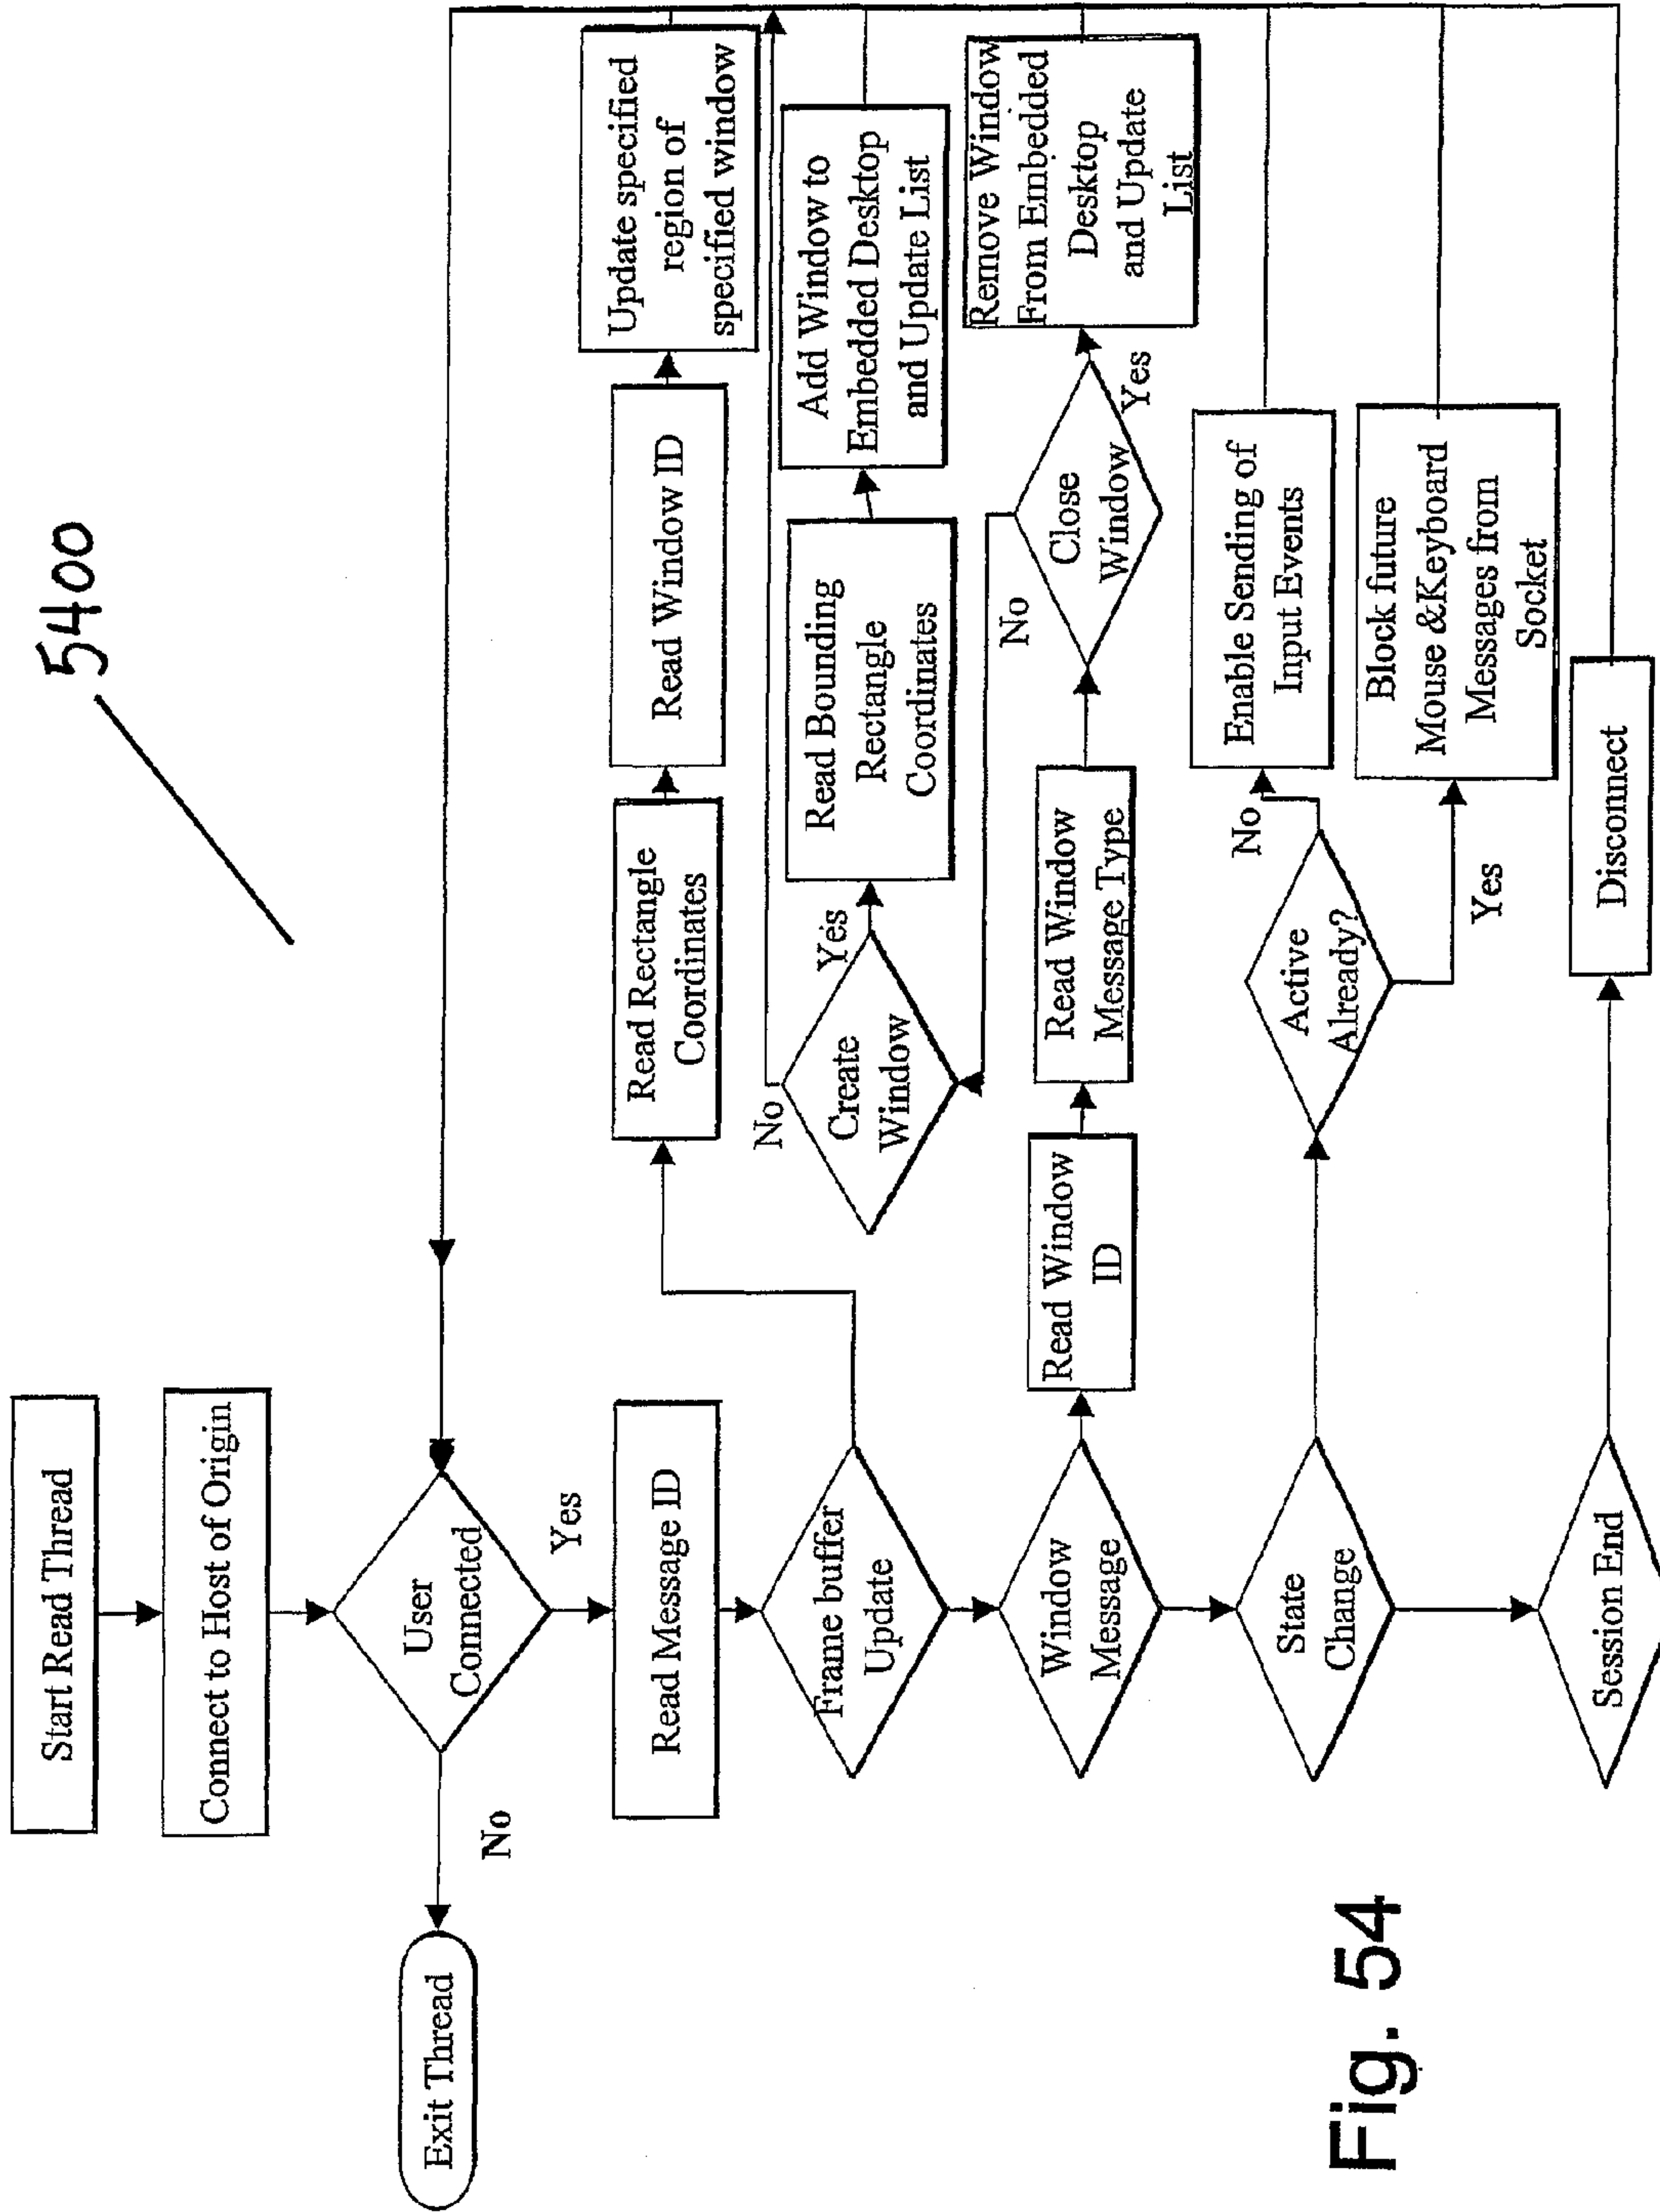 5400
Start Read Thread
Connect to Host of Origin
User
Connected
No
Exit Thread
Yes
Read Message ID
Frame buffer
Update
Read Rectangle
Coordinates
Read Window ID
Update specified
region of
specified window
No
Create
Window
Yes
Read Bounding
Rectangle
Coordinates
Add Window to
Embedded Desktop
and Update List
Window
Message
Read Window
ID
Read Window
Message Type
No
Close
Window
Yes
Remove Window
From Embedded
Desktop
and Update
List
State
Change
Active
Already?
No
Enable Sending of
Input Events
Yes
Block future
Mouse &Keyboard
Messages from
Socket
Session End
Disconnect
Fig. 54